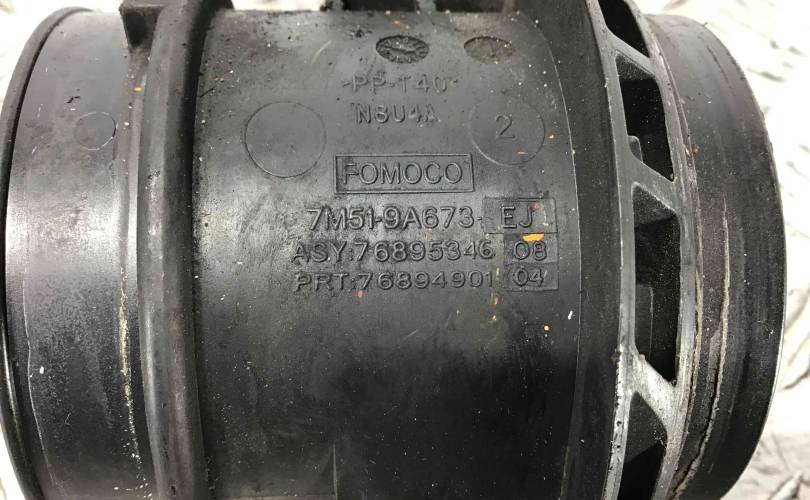 >PP-T40<
N8U4A
2
FOMOCO
7M51-9A673- EJ
ASY:76895346 08
PRT:76894901 04